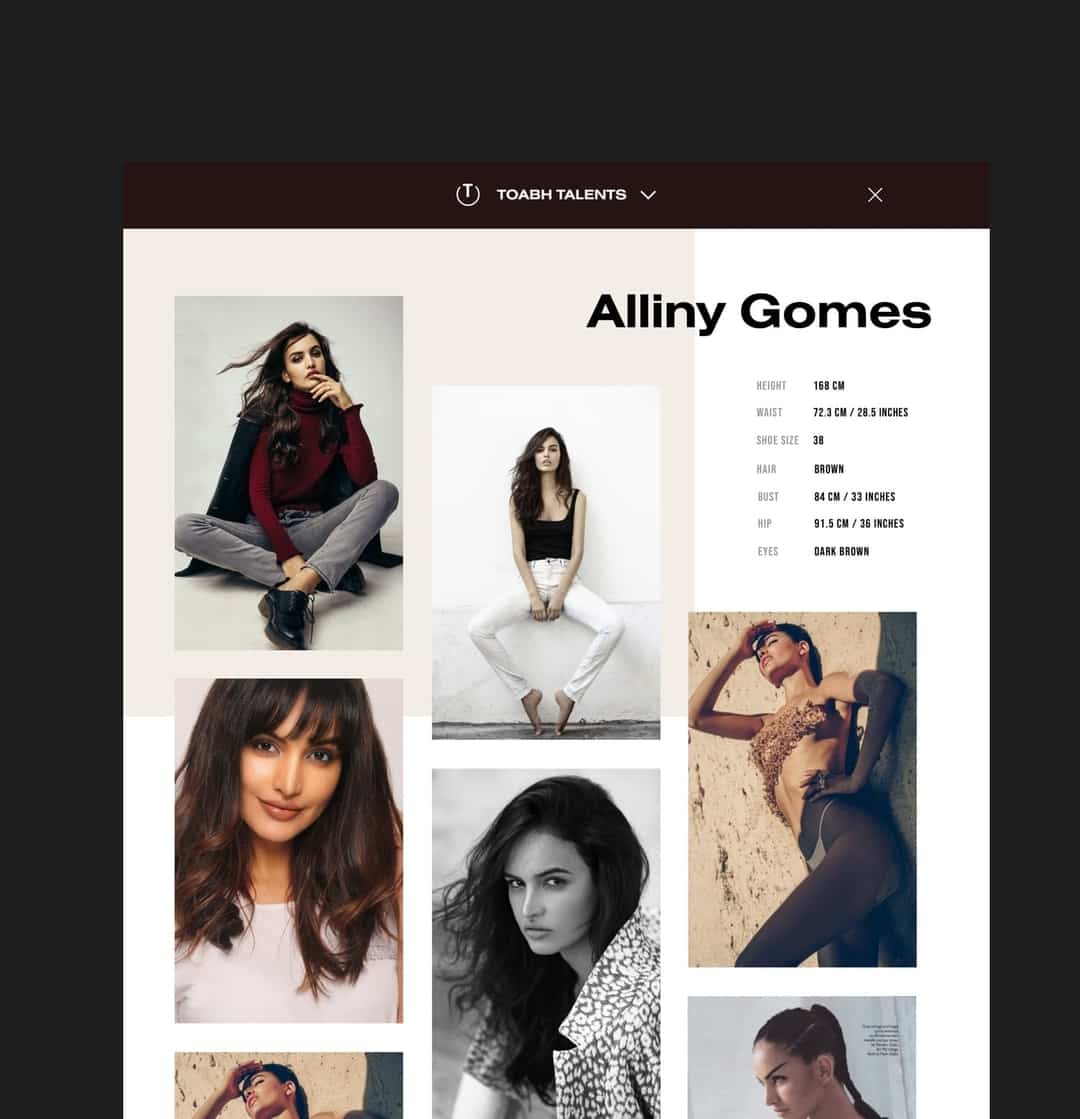 TOABH TALENTS
Alliny Gomes
HEIGHT 168 CM
WAIST 72.3 CM / 28.5 INCHES
SHOE SIZE 38
HAIR BROWN
BUST 84 CM / 33 INCHES
HIP 91.5 CM / 36 INCHES
EYES DARK BROWN